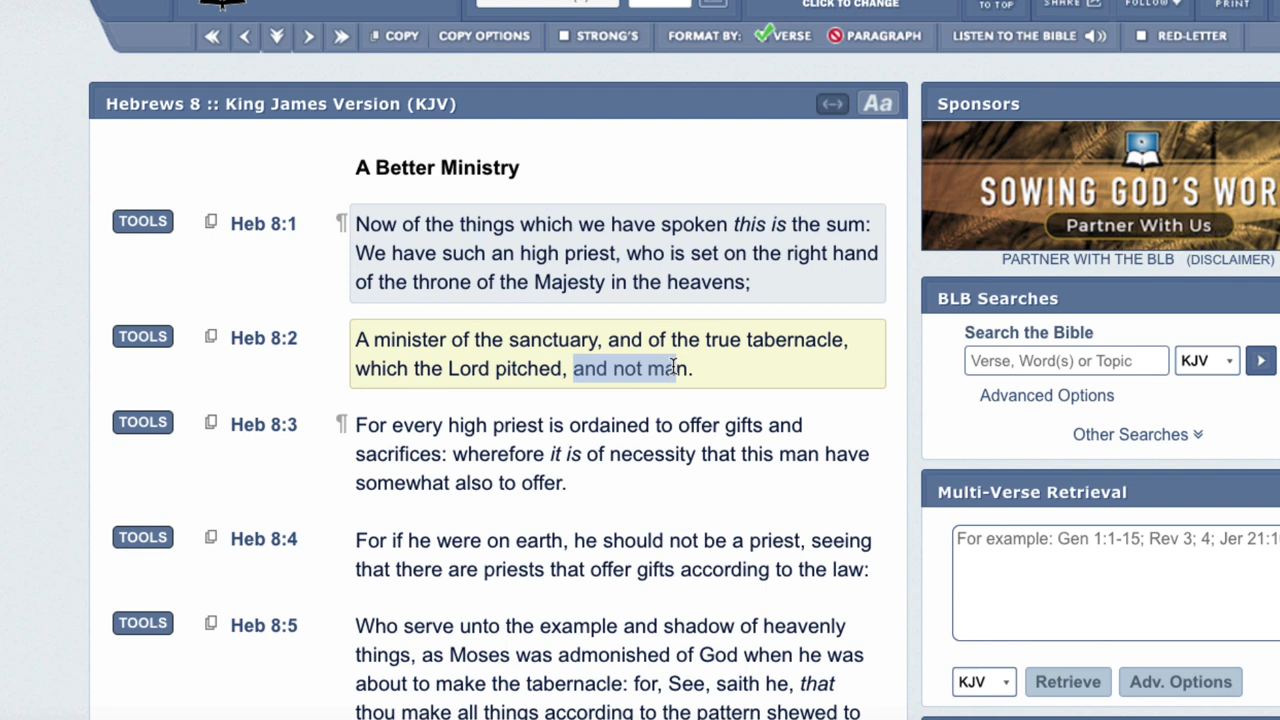 CLICK TO CHANGE
TO TOP
SHARE
FOLLOW
PRINT
COPY
COPY OPTIONS
STRONG'S
FORMAT BY:
VERSE
PARAGRAPH
LISTEN TO THE BIBLE
RED-LETTER
Hebrews 8 :: King James Version (KJV)
Aa
A Better Ministry
TOOLS
Heb 8:1
¶ Now of the things which we have spoken this is the sum:
We have such an high priest, who is set on the right hand
of the throne of the Majesty in the heavens;
TOOLS
Heb 8:2
A minister of the sanctuary, and of the true tabernacle,
which the Lord pitched, and not man.
TOOLS
Heb 8:3
¶ For every high priest is ordained to offer gifts and
sacrifices: wherefore it is of necessity that this man have
somewhat also to offer.
TOOLS
Heb 8:4
For if he were on earth, he should not be a priest, seeing
that there are priests that offer gifts according to the law:
TOOLS
Heb 8:5
Who serve unto the example and shadow of heavenly
things, as Moses was admonished of God when he was
about to make the tabernacle: for, See, saith he, that
thou make all things according to the pattern shewed to
Sponsors
SOWING GOD'S WOR
Partner With Us
PARTNER WITH THE BLB (DISCLAIMER)
BLB Searches
Search the Bible
Verse, Word(s) or Topic
KJV
Advanced Options
Other Searches
Multi-Verse Retrieval
For example: Gen 1:1-15; Rev 3; 4; Jer 21:1
KJV
Retrieve
Adv. Options